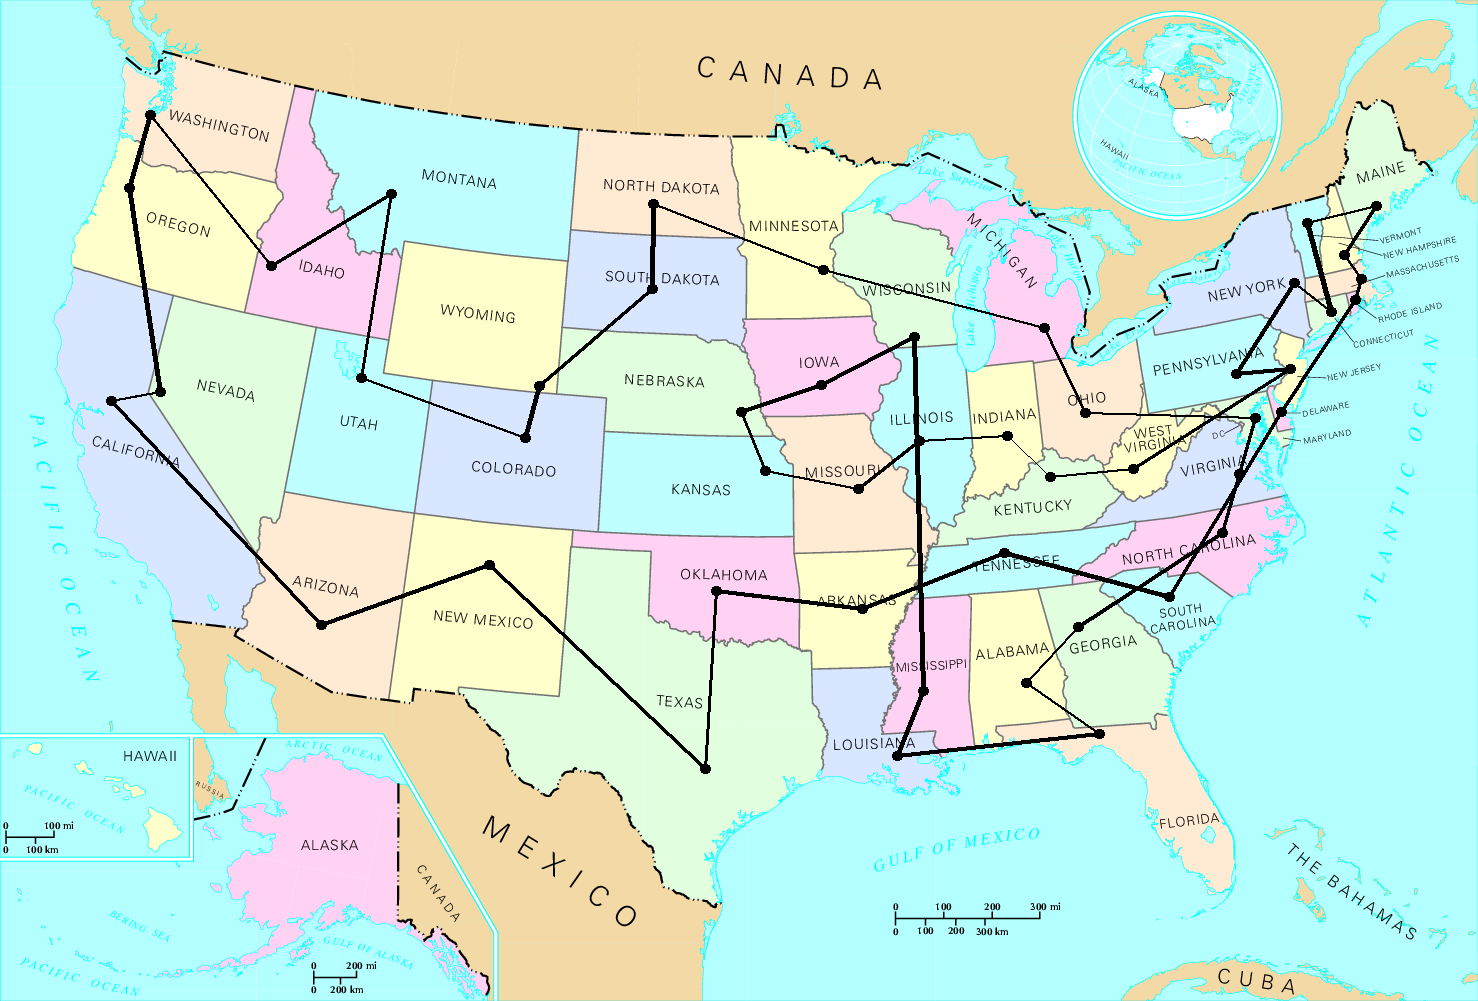 CANADA
ALASKA
ATLANTIC OCEAN
HAWAII
PACIFIC OCEAN
WASHINGTON
MONTANA
NORTH DAKOTA
MINNESOTA
Lake Superior
MICHIGAN
MAINE
OREGON
IDAHO
SOUTH DAKOTA
WISCONSIN
Lake Michigan
VERMONT
NEW HAMPSHIRE
MASSACHUSETTS
NEW YORK
RHODE ISLAND
CONNECTICUT
WYOMING
NEBRASKA
IOWA
PENNSYLVANIA
NEW JERSEY
NEVADA
UTAH
COLORADO
ILLINOIS
INDIANA
OHIO
DELAWARE
MARYLAND
DC
WEST
VIRGINIA
VIRGINIA
CALIFORNIA
KANSAS
MISSOURI
KENTUCKY
PACIFIC OCEAN
ATLANTIC OCEAN
ARIZONA
NEW MEXICO
OKLAHOMA
ARKANSAS
TENNESSEE
NORTH CAROLINA
SOUTH
CAROLINA
TEXAS
MISSISSIPPI
ALABAMA
GEORGIA
LOUISIANA
FLORIDA
HAWAII
PACIFIC OCEAN
0 100 mi
0 100 km
RUSSIA
ARCTIC OCEAN
ALASKA
CANADA
BERING SEA
GULF OF ALASKA
PACIFIC OCEAN
0 200 mi
0 200 km
MEXICO
GULF OF MEXICO
0 100 200 300 mi
0 100 200 300 km
THE BAHAMAS
CUBA